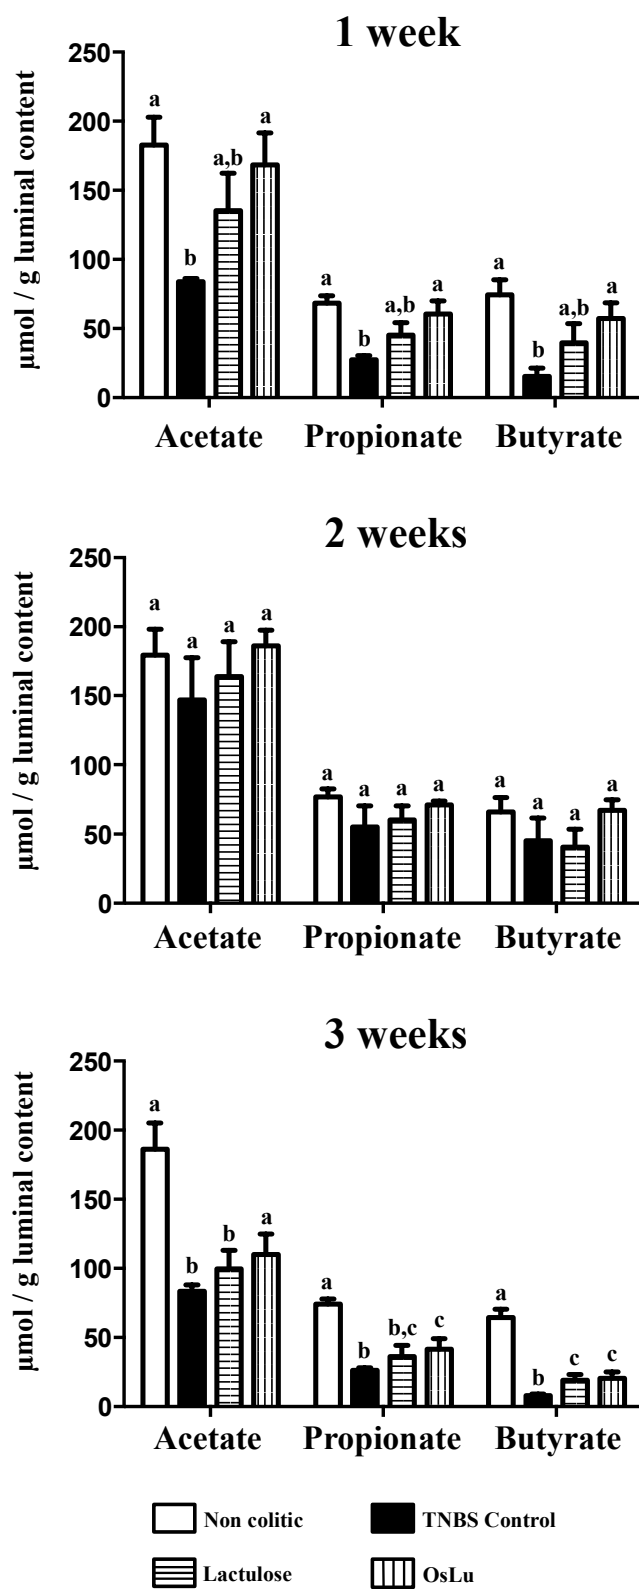 1 week
250
200
150
100
50
0
µmol / g luminal content
a
b
a,b
a
a
b
a,b
a
a
b
a,b
a
Acetate Propionate Butyrate
2 weeks
250
200
150
100
50
0
µmol / g luminal content
a
a
a
a
a
a
a
a
a
a
a
a
Acetate Propionate Butyrate
3 weeks
250
200
150
100
50
0
µmol / g luminal content
a
b
b
a
a
b
b,c
c
a
b
c
c
Acetate Propionate Butyrate
Non colitic TNBS Control
Lactulose OsLu